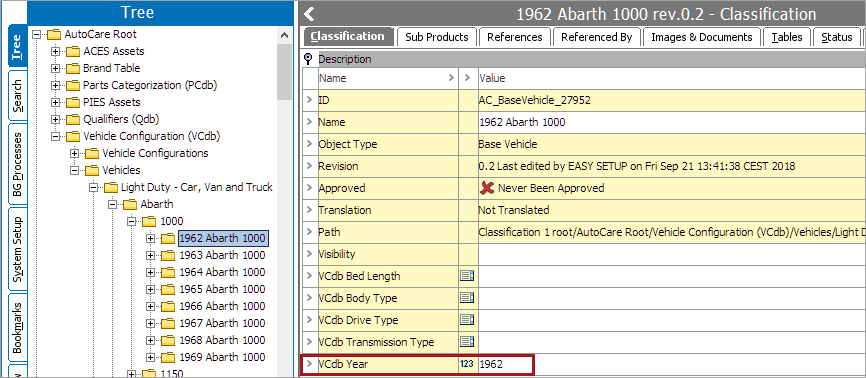 Tree
Search
BG Processes
System Setup
Bookmarks
Tree
AutoCare Root
ACES Assets
Brand Table
Parts Categorization (PCdb)
PIES Assets
Qualifiers (Qdb)
Vehicle Configuration (VCdb)
Vehicle Configurations
Vehicles
Light Duty - Car, Van and Truck
Abarth
1000
1962 Abarth 1000
1963 Abarth 1000
1964 Abarth 1000
1965 Abarth 1000
1966 Abarth 1000
1967 Abarth 1000
1968 Abarth 1000
1969 Abarth 1000
1150
1962 Abarth 1000 rev.0.2 - Classification
Classification Sub Products References Referenced By Images & Documents Tables Status
Description
Name > > Value
> ID AC_BaseVehicle_27952
> Name 1962 Abarth 1000
> Object Type Base Vehicle
> Revision 0.2 Last edited by EASY SETUP on Fri Sep 21 13:41:38 CEST 2018
> Approved Never Been Approved
> Translation Not Translated
> Path Classification 1 root/AutoCare Root/Vehicle Configuration (VCdb)/Vehicles/Light D
> Visibility
> VCdb Bed Length
> VCdb Body Type
> VCdb Drive Type
> VCdb Transmission Type
> VCdb Year 123 1962